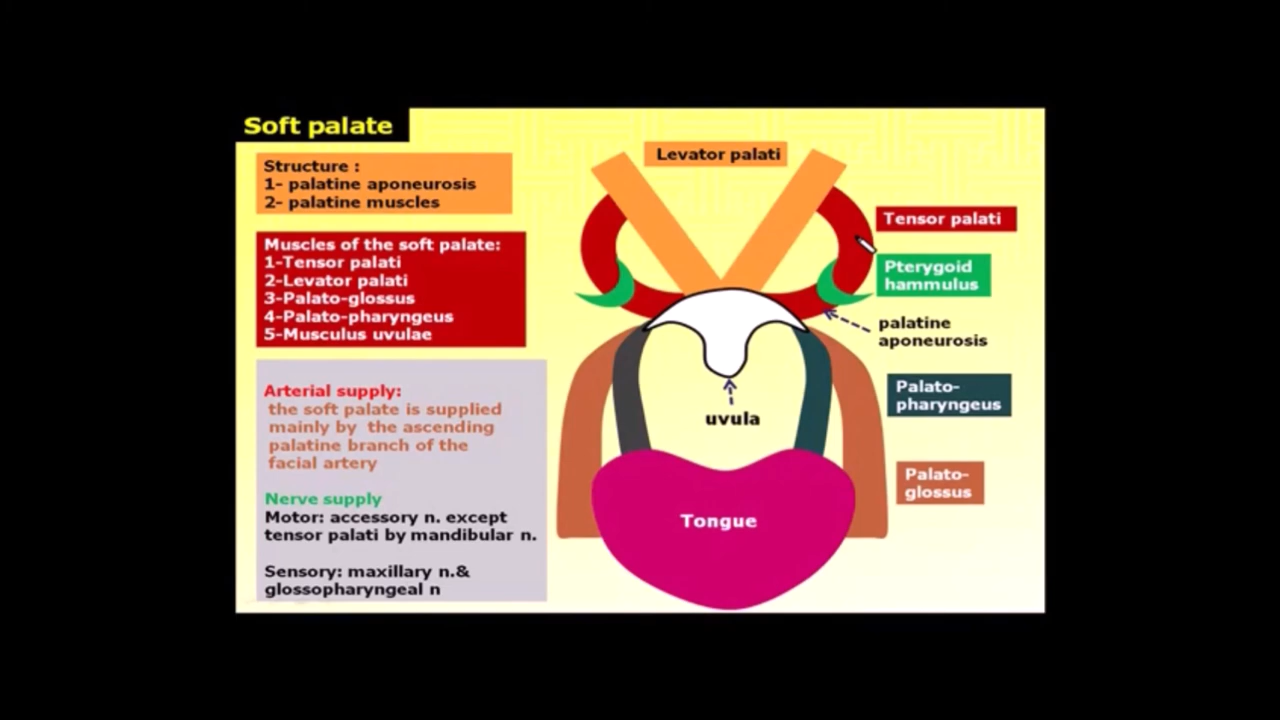 Soft palate
Structure :
1- palatine aponeurosis
2- palatine muscles
Muscles of the soft palate:
1-Tensor palati
2-Levator palati
3-Palato-glossus
4-Palato-pharyngeus
5-Musculus uvulae
Arterial supply:
the soft palate is supplied
mainly by the ascending
palatine branch of the
facial artery
Nerve supply
Motor: accessory n. except
tensor palati by mandibular n.
Sensory: maxillary n.&
glossopharyngeal n
Levator palati
Tensor palati
Pterygoid
hammulus
palatine
aponeurosis
Palato-
pharyngeus
uvula
Palato-
glossus
Tongue